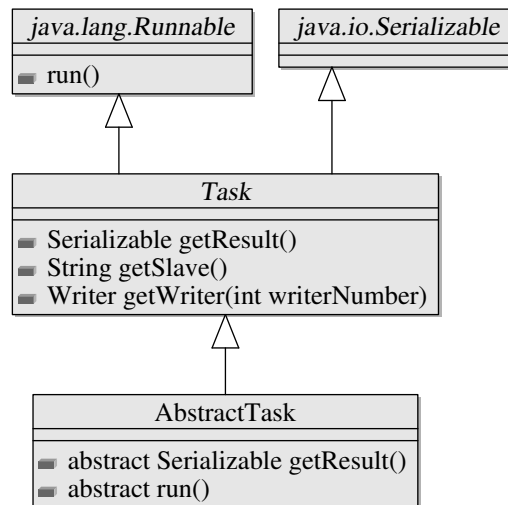 java.lang.Runnable
run()
java.io.Serializable
Task
Serializable getResult()
String getSlave()
Writer getWriter(int writerNumber)
AbstractTask
abstract Serializable getResult()
abstract run()